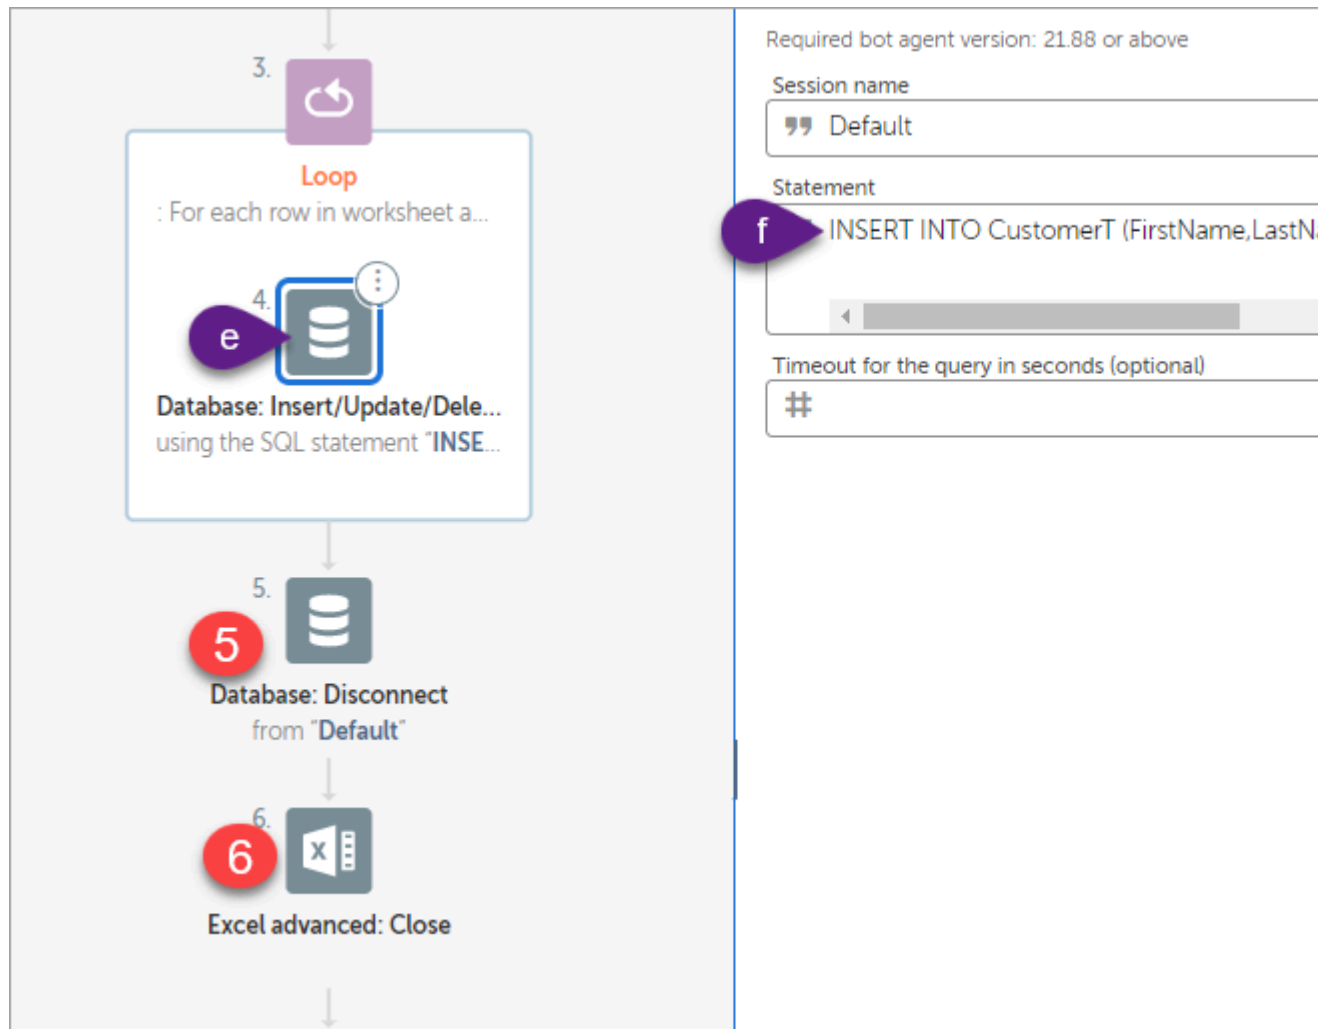 3.
Loop
: For each row in worksheet a...
4.
e
Database: Insert/Update/Dele...
using the SQL statement "INSE...
5.
5
Database: Disconnect
from "Default"
6.
6
Excel advanced: Close
Required bot agent version: 21.88 or above
Session name
Default
Statement
f
INSERT INTO CustomerT (FirstName,LastNa
Timeout for the query in seconds (optional)
#